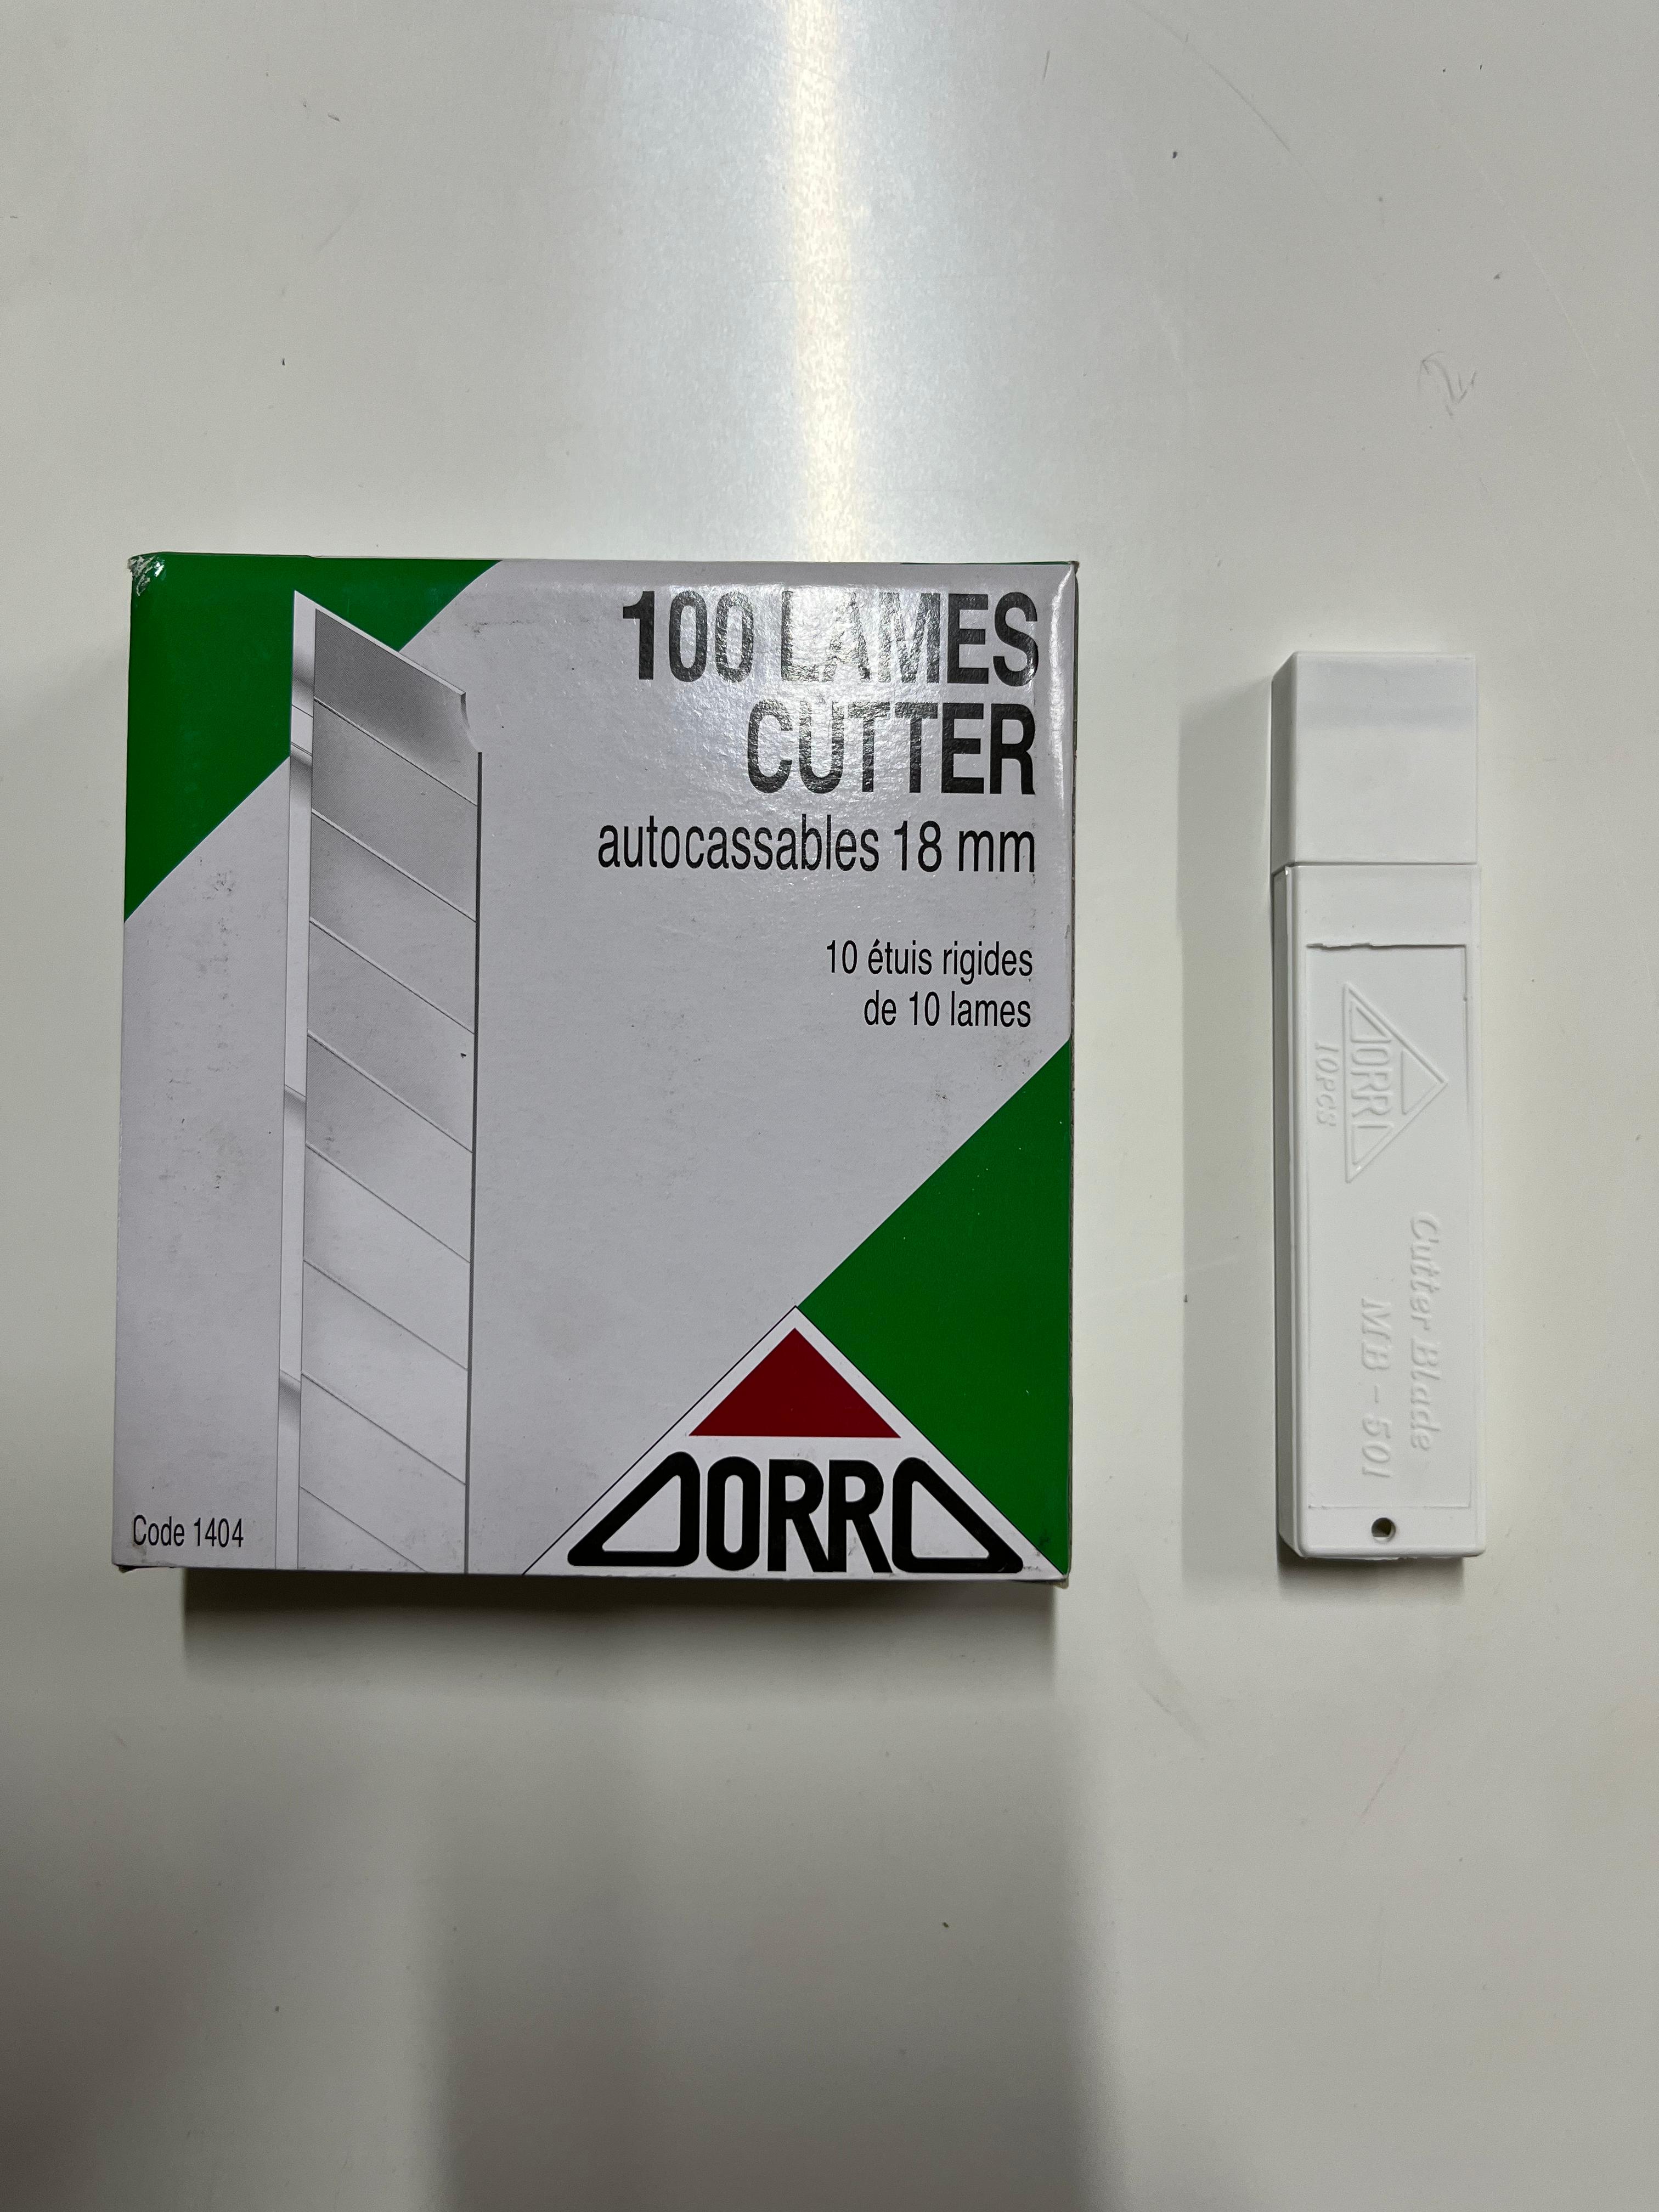 100 LAMES
CUTTER
autocassables 18 mm
10 étuis rigides
de 10 lames
Code 1404
DORRO
DORRO
10PCS
Cutter Blade
MB - 501